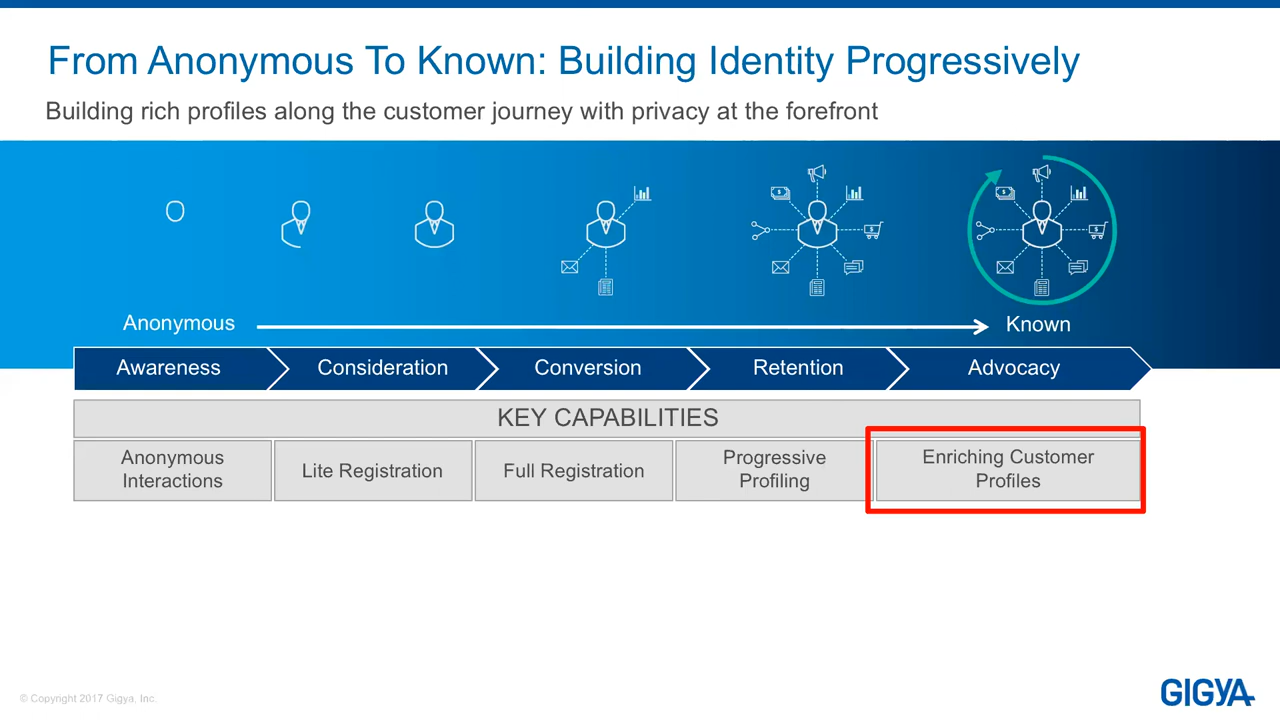 From Anonymous To Known: Building Identity Progressively
Building rich profiles along the customer journey with privacy at the forefront
Anonymous
Known
Awareness
Consideration
Conversion
Retention
Advocacy
KEY CAPABILITIES
Anonymous
Interactions
Lite Registration
Full Registration
Progressive
Profiling
Enriching Customer
Profiles
© Copyright 2017 Gigya, Inc.
GIGYA